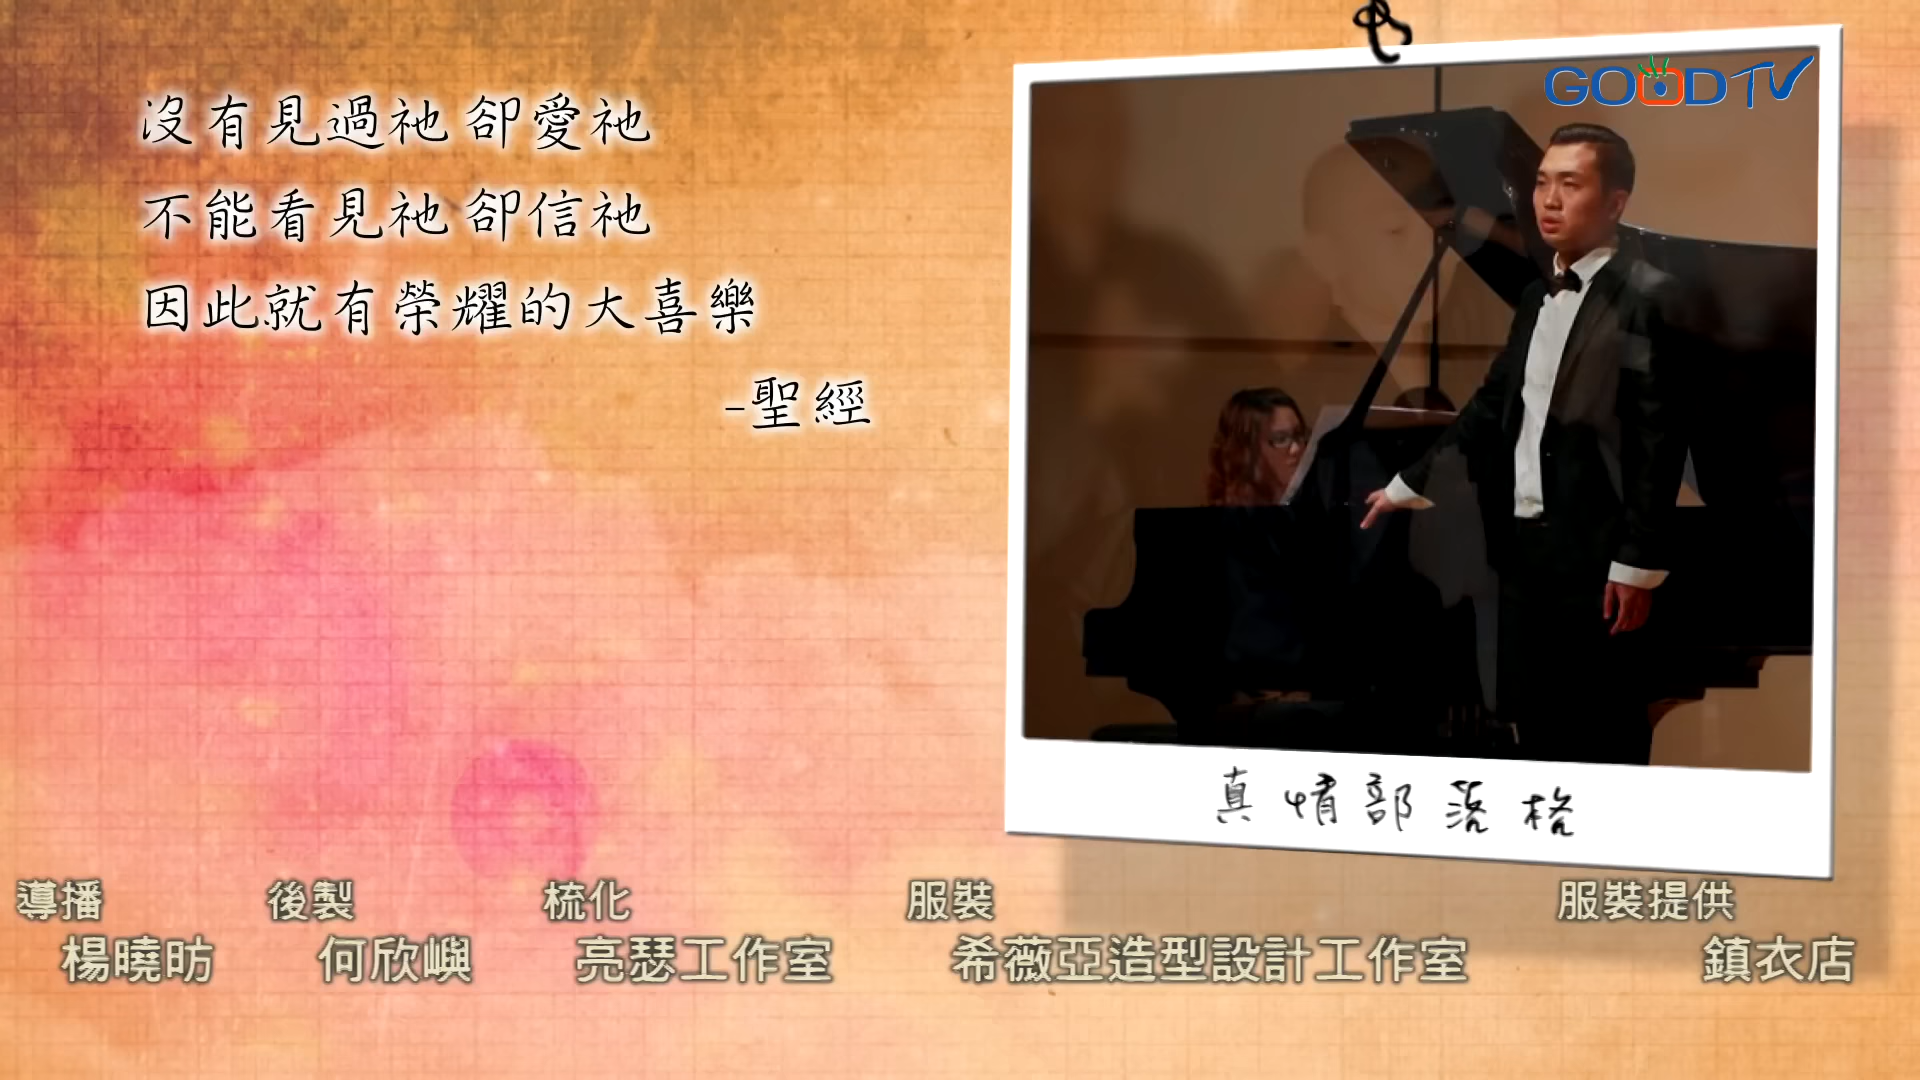 沒有見過祂 卻愛祂
不能看見祂 卻信祂
因此就有榮耀的大喜樂
-聖經
GOODTV
真情部落格
導播 後製 梳化 服裝 服裝提供
楊曉昉 何欣嶼 亮瑟工作室 希薇亞造型設計工作室 鎮衣店